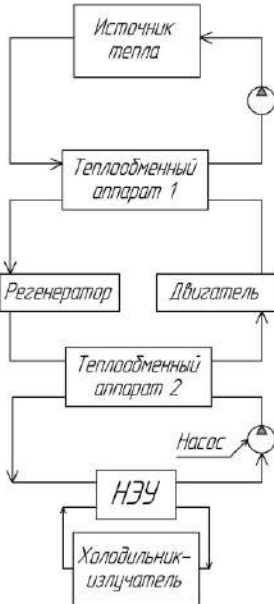 Источник
тепла
Теплообменный
аппарат 1
Регенератор
Двигатель
Теплообменный
аппарат 2
Насос
НЭУ
Холодильник-
излучатель